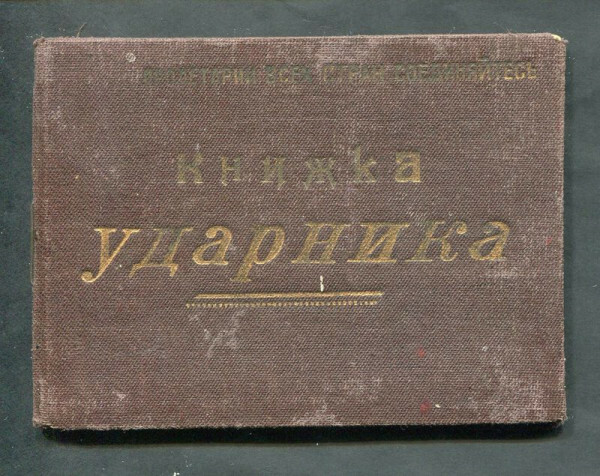 ПРОЛЕТАРИИ ВСЕХ СТРАН СОЕДИНЯЙТЕСЬ
книжка
ударника